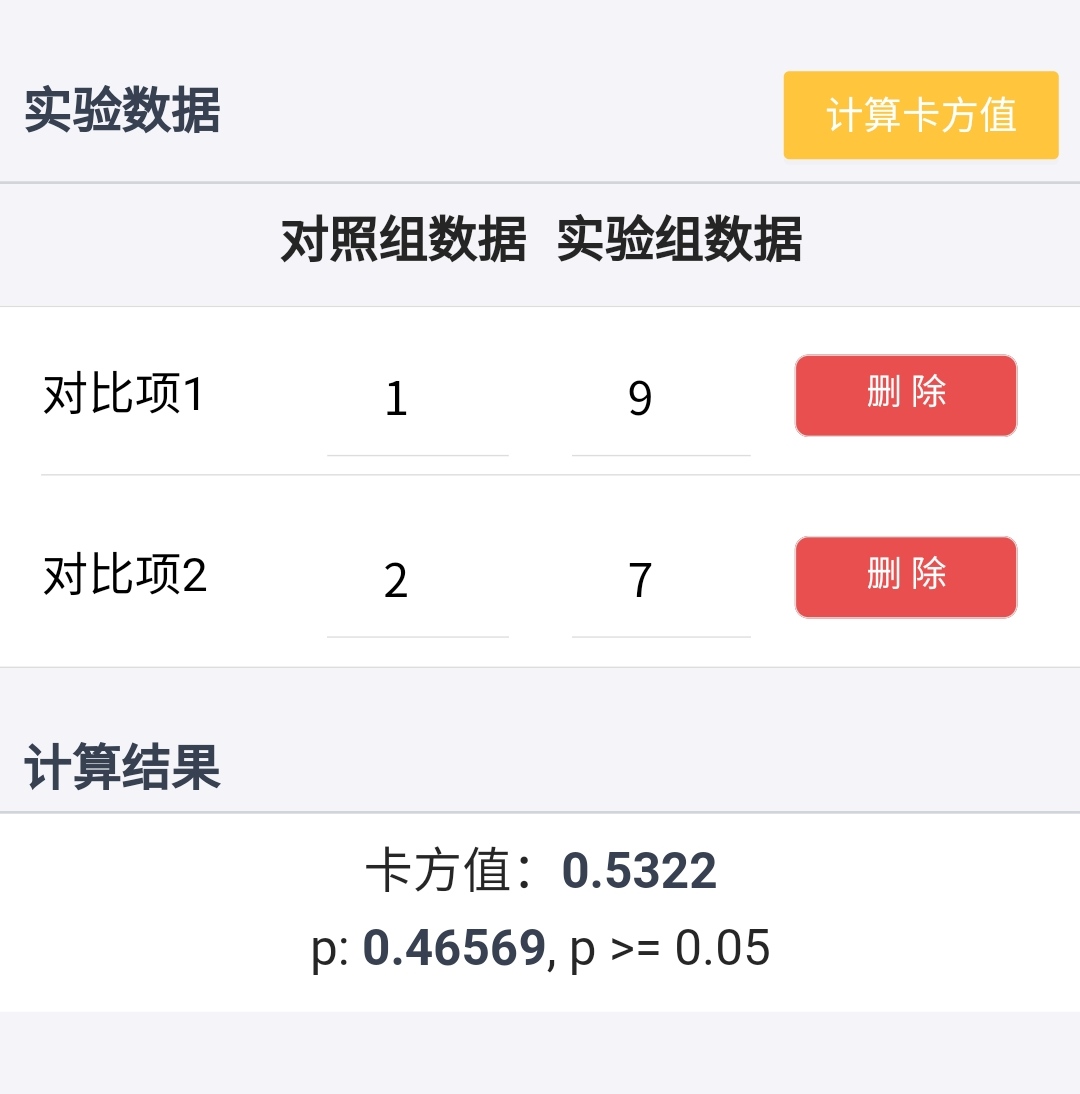 实验数据 计算卡方值
对照组数据 实验组数据
对比项1 1 9 删 除
对比项2 2 7 删 除
计算结果
卡方值：0.5322
p: 0.46569, p >= 0.05